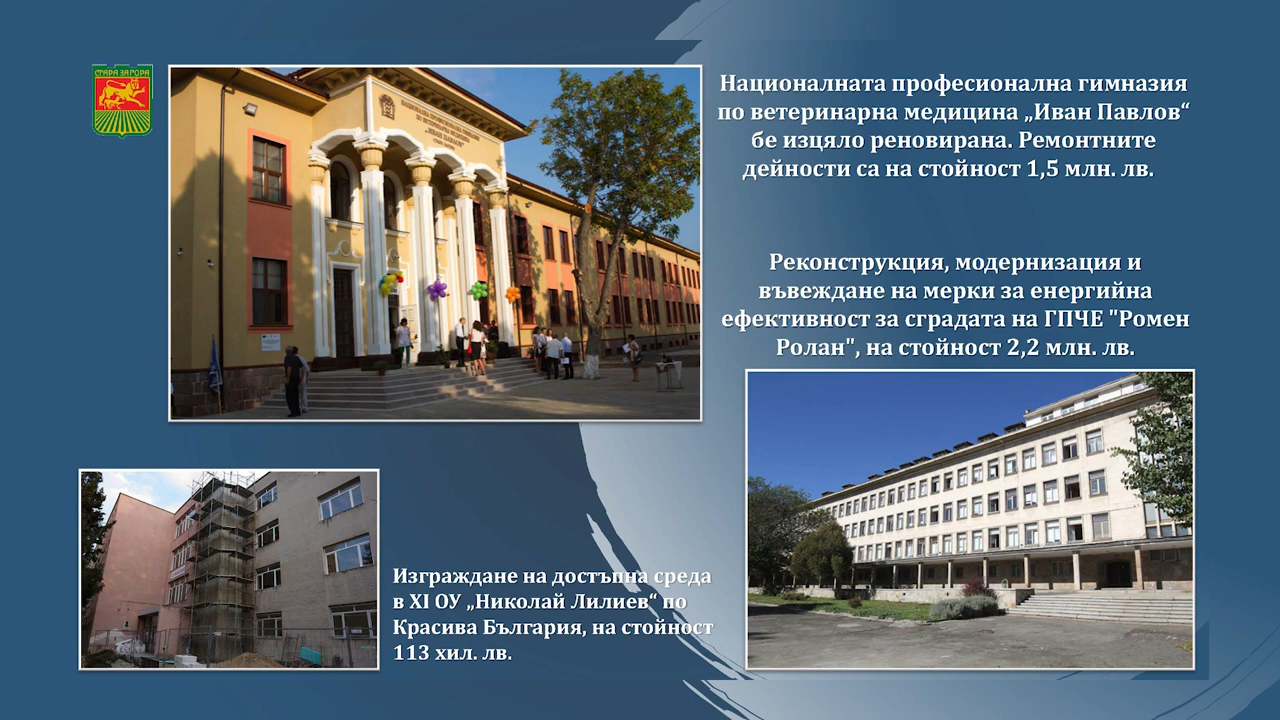 СТАРА ЗАГОРА
„ИВАН ПАВЛОВ“
Националната професионална гимназия
по ветеринарна медицина „Иван Павлов“
бе изцяло реновирана. Ремонтните
дейности са на стойност 1,5 млн. лв.
Реконструкция, модернизация и
въвеждане на мерки за енергийна
ефективност за сградата на ГПЧЕ "Ромен
Ролан", на стойност 2,2 млн. лв.
Изграждане на достъпна среда
в XI ОУ „Николай Лилиев“ по
Красива България, на стойност
113 хил. лв.